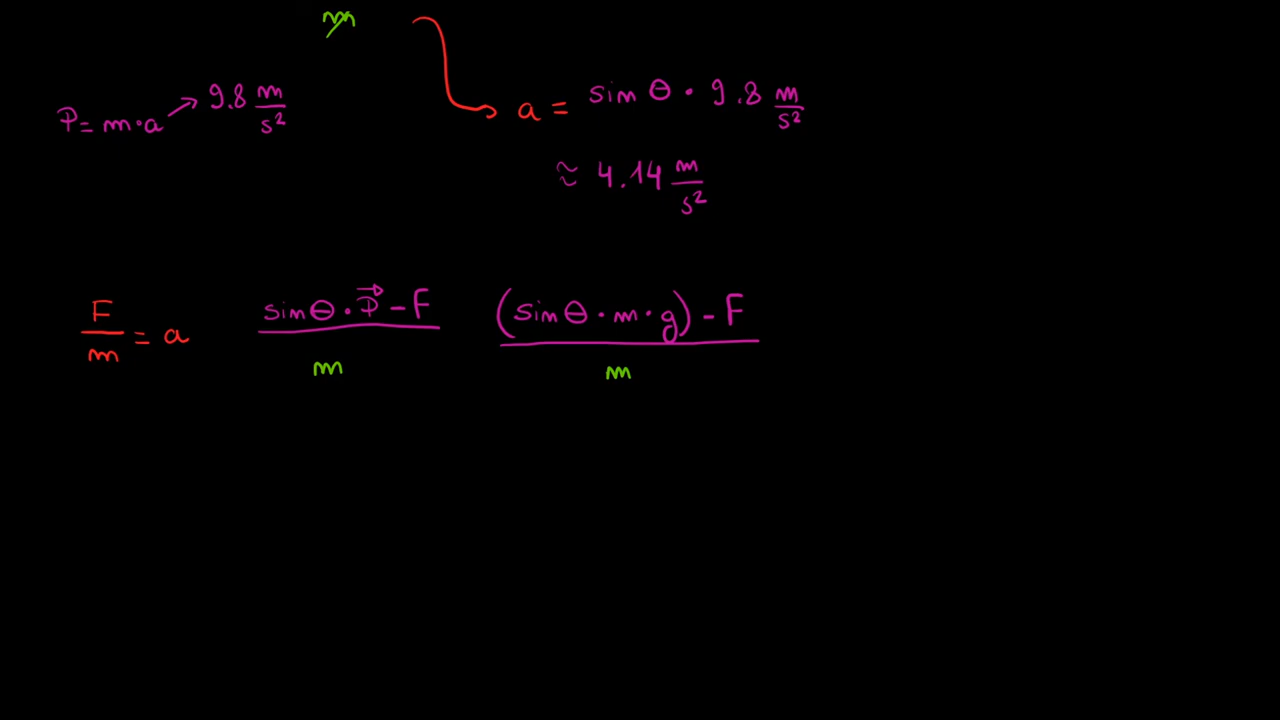 m
P = m·a → 9.8 m/s²
a = sin θ · 9.8 m/s²
≈ 4.14 m/s²
F/m = a
sin θ · P⃗ − F / m
(sin θ · m · g) − F / m